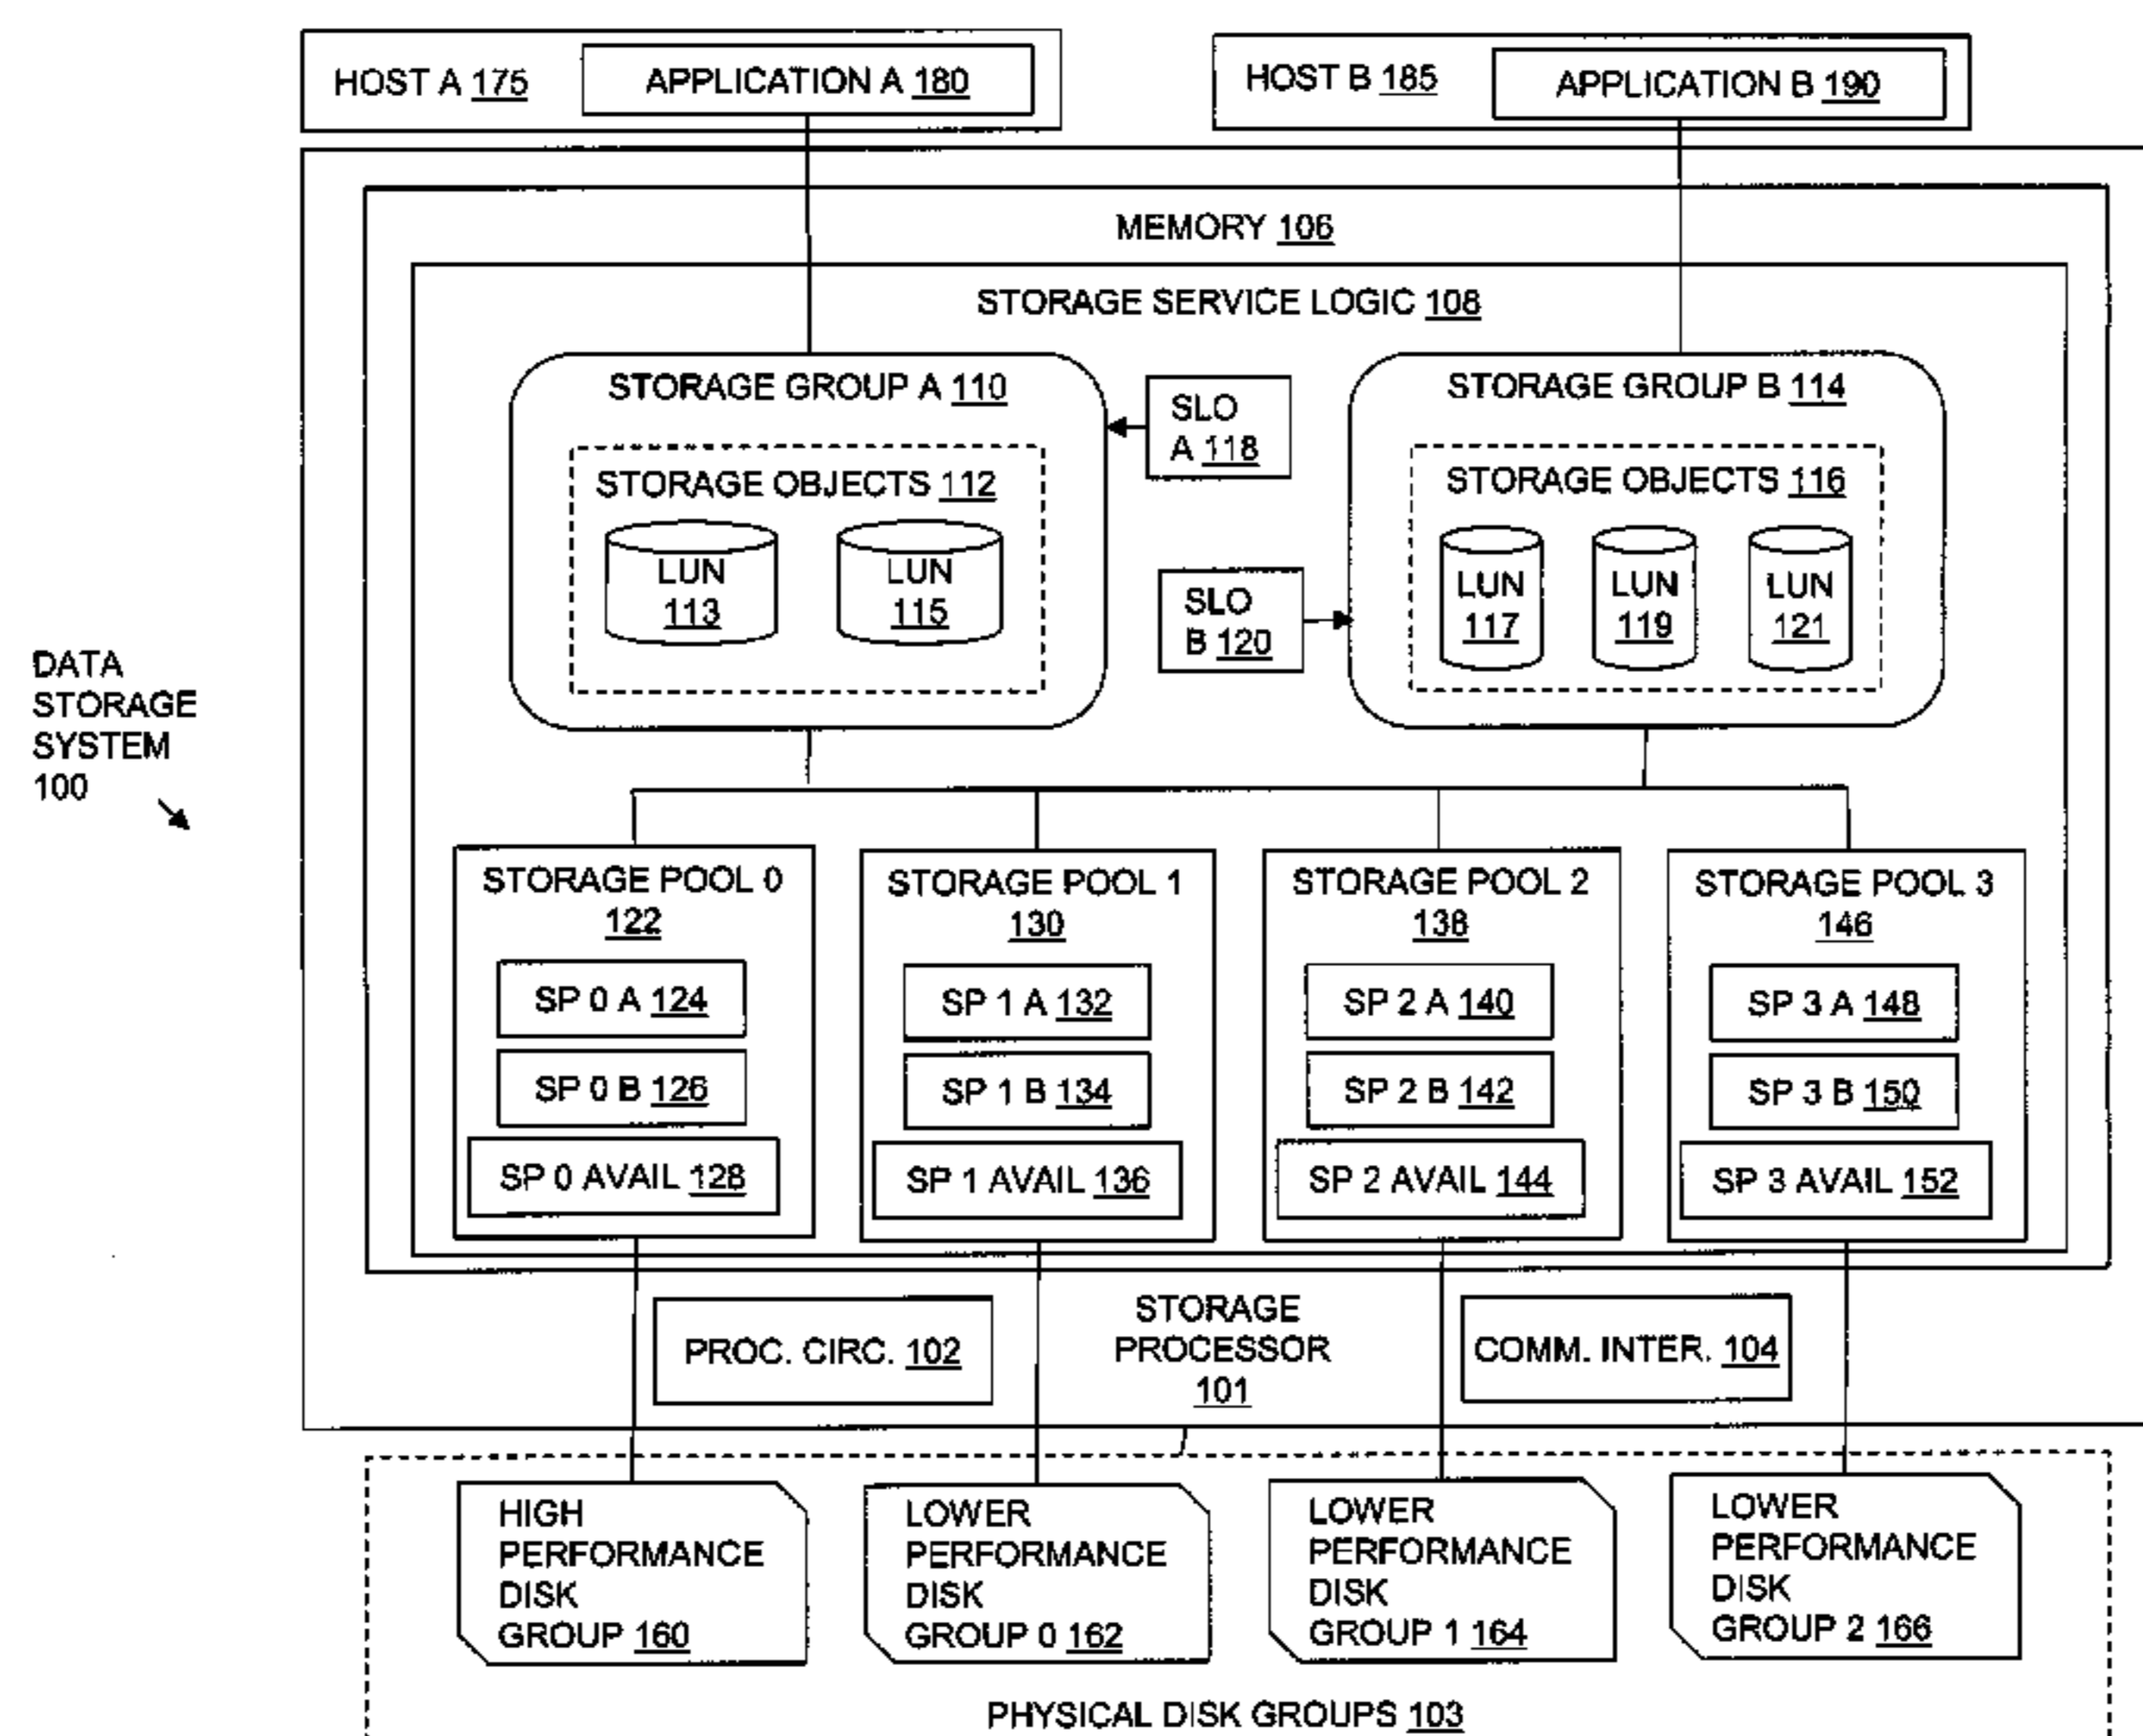 HOST A 175
APPLICATION A 180
HOST B 185
APPLICATION B 190
MEMORY 106
STORAGE SERVICE LOGIC 108
STORAGE GROUP A 110
STORAGE OBJECTS 112
LUN
113
LUN
115
SLO
A 118
SLO
B 120
STORAGE GROUP B 114
STORAGE OBJECTS 116
LUN
117
LUN
119
LUN
121
DATA
STORAGE
SYSTEM
100
STORAGE POOL 0
122
SP 0 A 124
SP 0 B 126
SP 0 AVAIL 128
STORAGE POOL 1
130
SP 1 A 132
SP 1 B 134
SP 1 AVAIL 136
STORAGE POOL 2
138
SP 2 A 140
SP 2 B 142
SP 2 AVAIL 144
STORAGE POOL 3
146
SP 3 A 148
SP 3 B 150
SP 3 AVAIL 152
PROC. CIRC. 102
STORAGE
PROCESSOR
101
COMM. INTER. 104
HIGH
PERFORMANCE
DISK
GROUP 160
LOWER
PERFORMANCE
DISK
GROUP 0 162
LOWER
PERFORMANCE
DISK
GROUP 1 164
LOWER
PERFORMANCE
DISK
GROUP 2 166
PHYSICAL DISK GROUPS 103